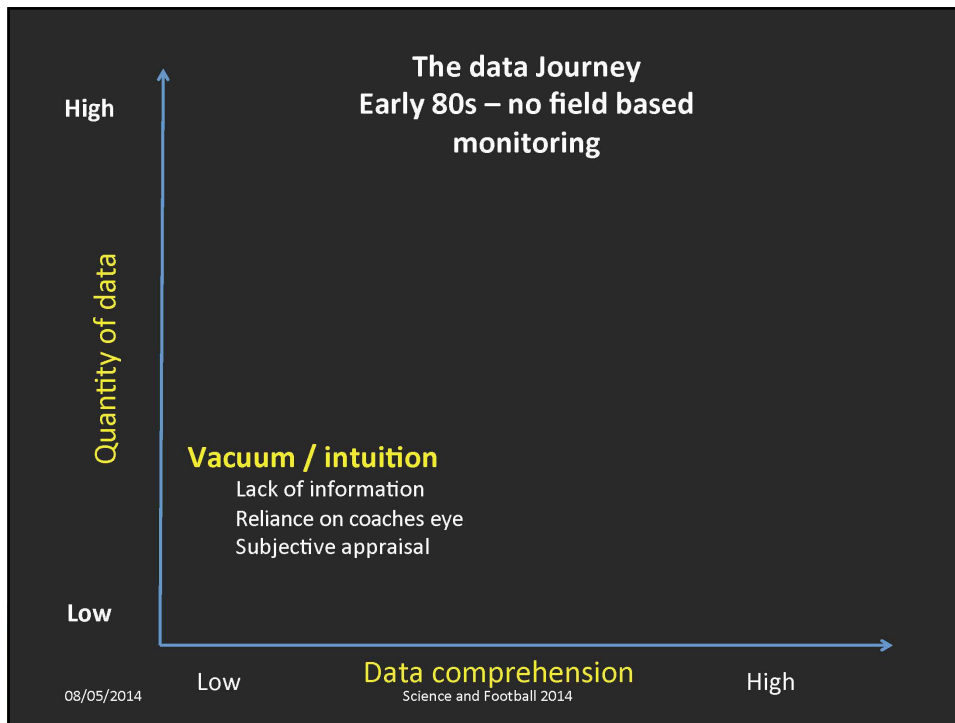 The data Journey
Early 80s – no field based
monitoring
High
Quantity of data
Vacuum / intuition
Lack of information
Reliance on coaches eye
Subjective appraisal
Low
Low
Data comprehension
High
08/05/2014
Science and Football 2014